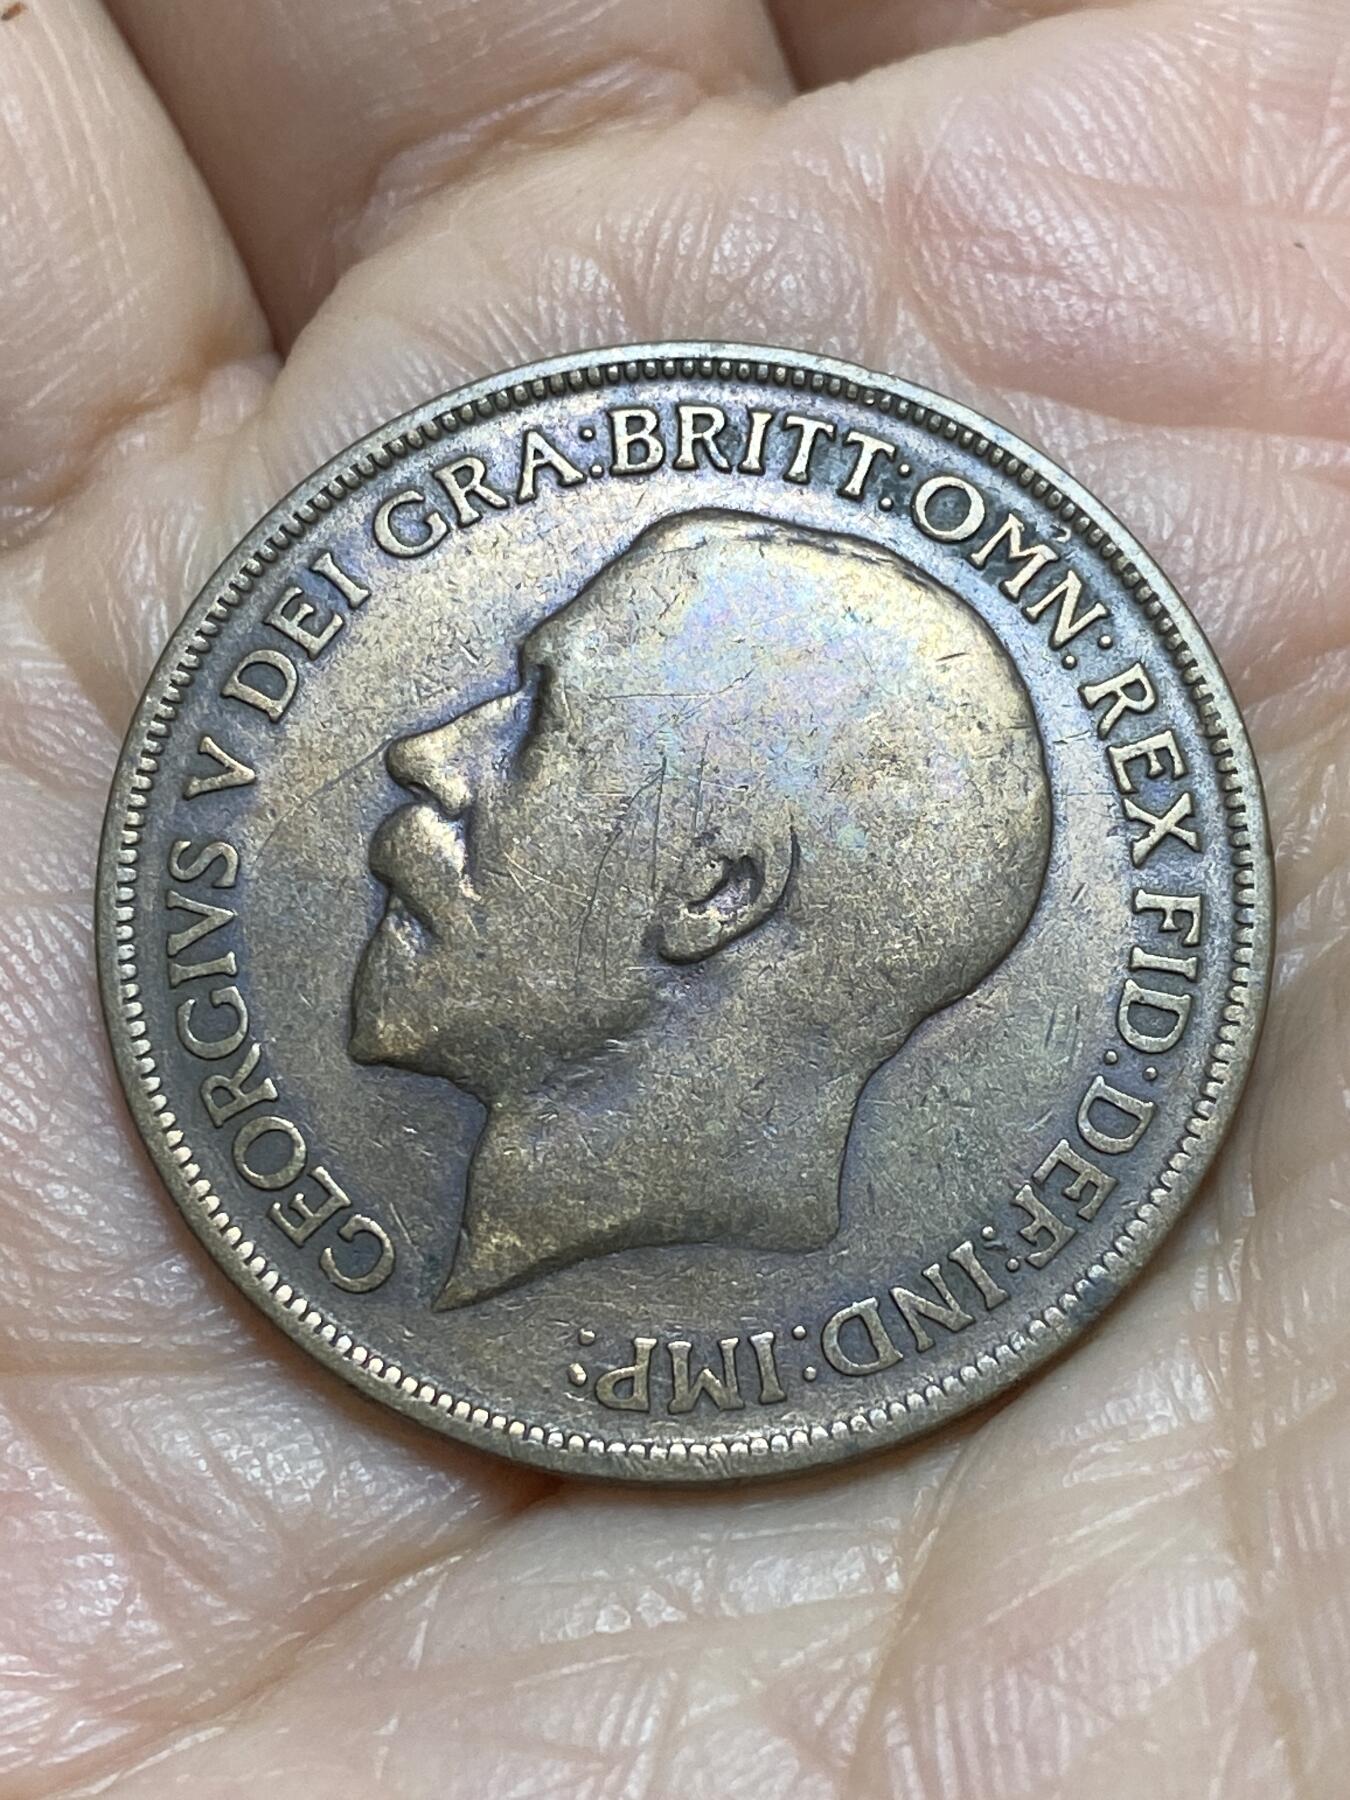 GEORGIVS V DEI GRA:BRITT:OMN:REX FID:DEF:IND:IMP: